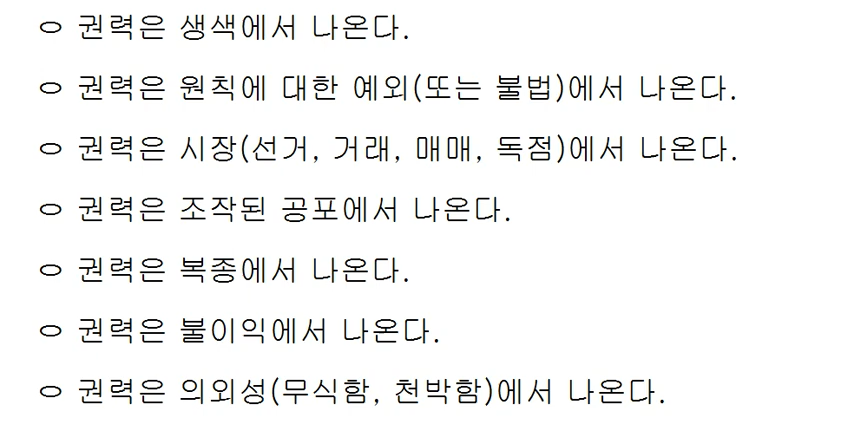 ㅇ 권력은 생색에서 나온다.
ㅇ 권력은 원칙에 대한 예외(또는 불법)에서 나온다.
ㅇ 권력은 시장(선거, 거래, 매매, 독점)에서 나온다.
ㅇ 권력은 조작된 공포에서 나온다.
ㅇ 권력은 복종에서 나온다.
ㅇ 권력은 불이익에서 나온다.
ㅇ 권력은 의외성(무식함, 천박함)에서 나온다.